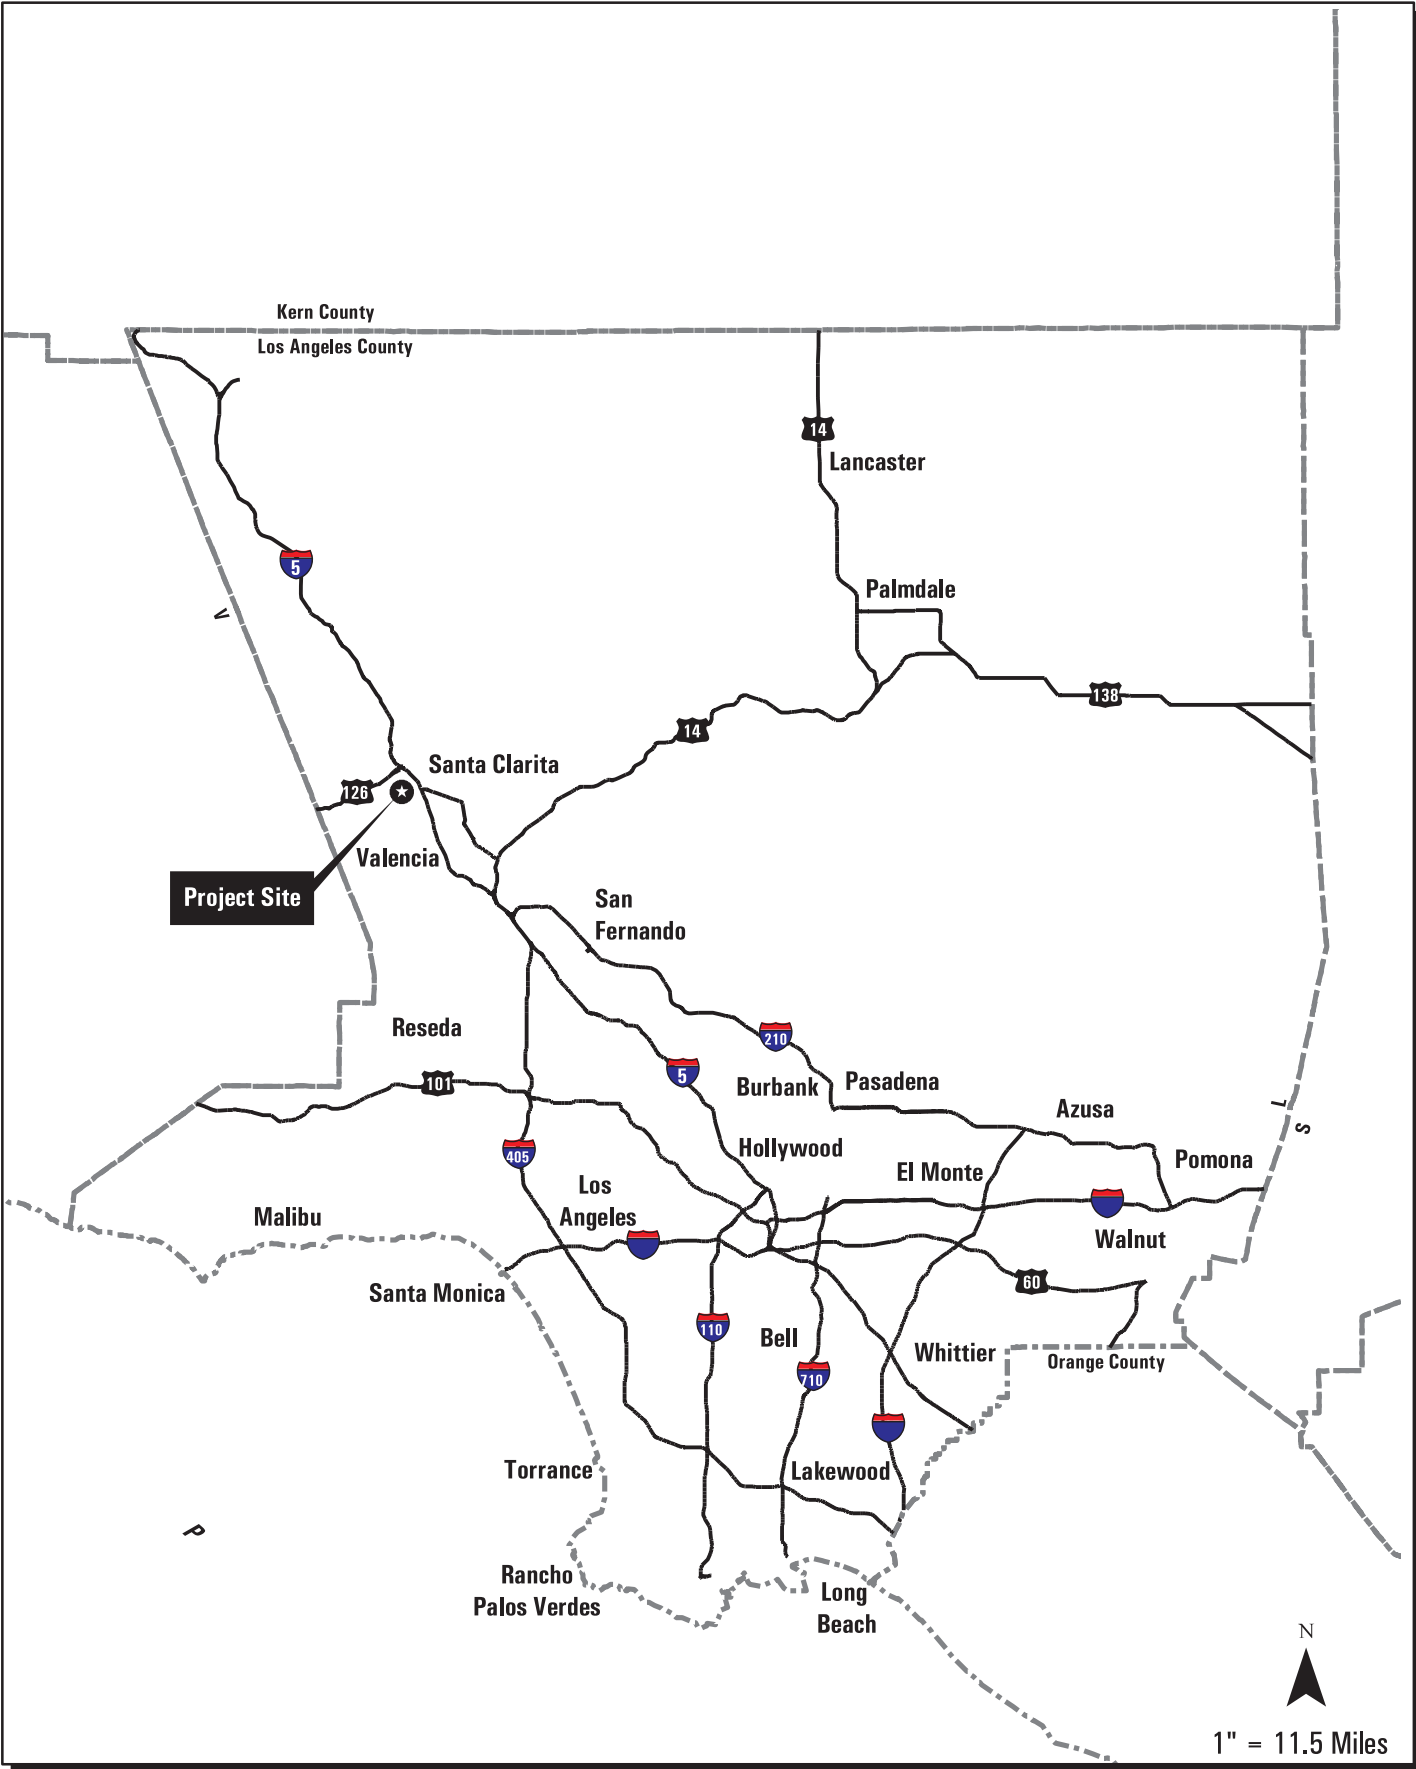 Kern County
Los Angeles County
14
Lancaster
5
Palmdale
V
138
14
Santa Clarita
126
Valencia
Project Site
San
Fernando
Reseda
210
5
101
Burbank
Pasadena
Azusa
L
S
405
Hollywood
El Monte
Pomona
Los
Angeles
Malibu
Walnut
Santa Monica
60
110
Bell
Whittier
Orange County
710
Torrance
Lakewood
P
Rancho
Palos Verdes
Long
Beach
N
1" = 11.5 Miles